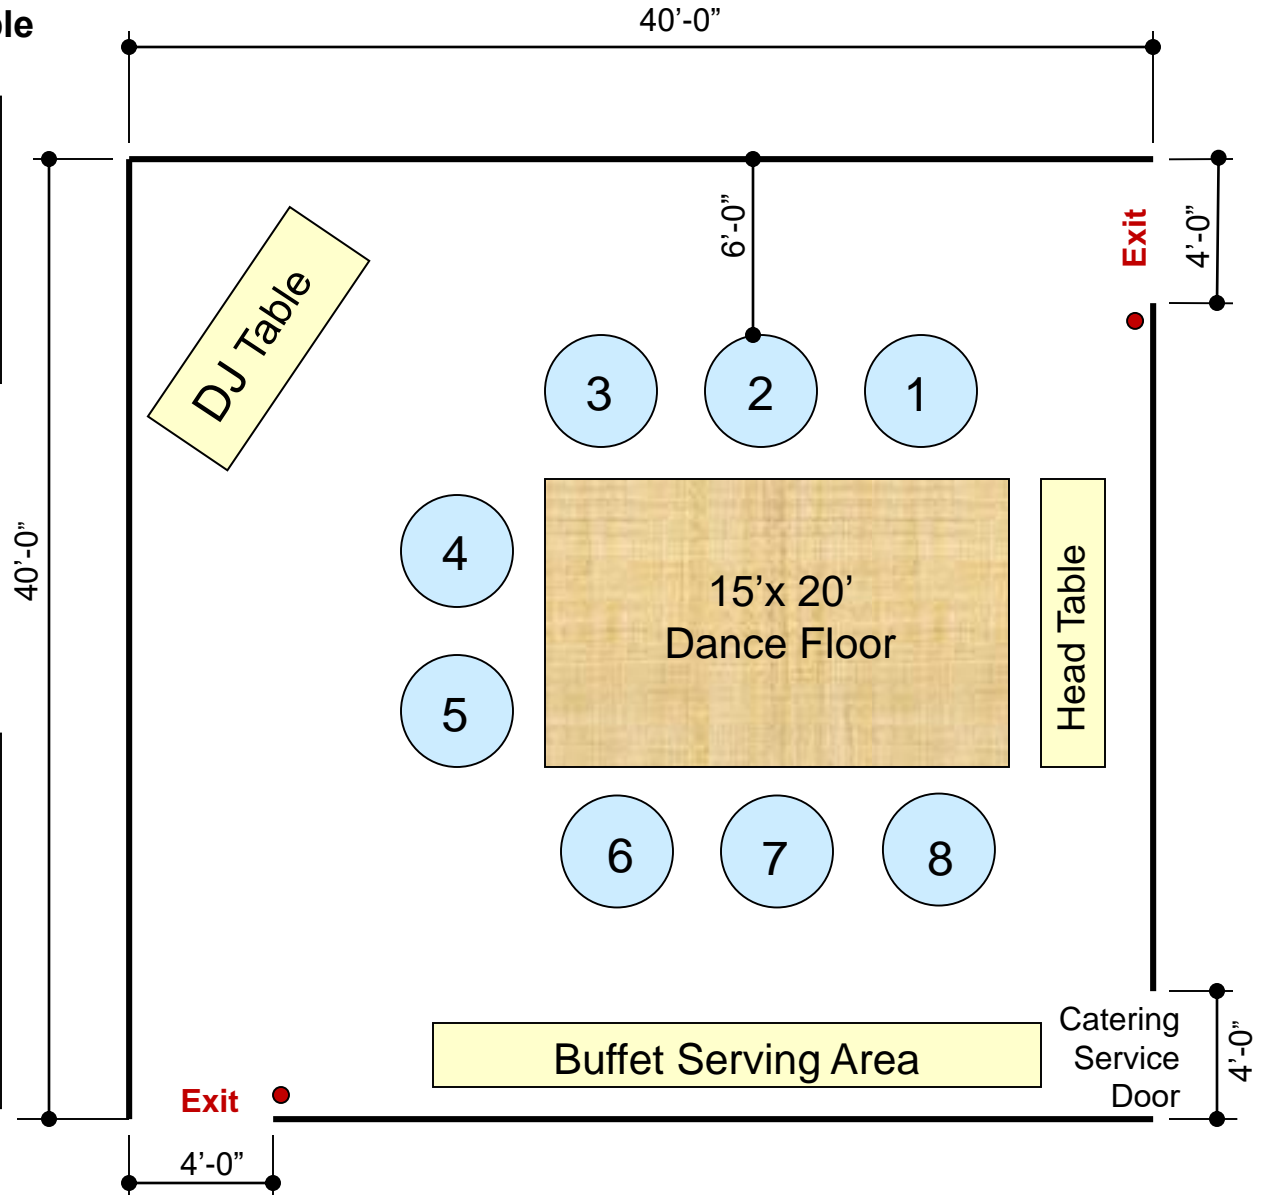 40’-0”
6’-0”
Exit
4’-0”
DJ Table
3
2
1
40’-0”
4
15’x 20’
Dance Floor
Head Table
5
6
7
8
Catering
Service
Door
4’-0”
Buffet Serving Area
Exit
4’-0”